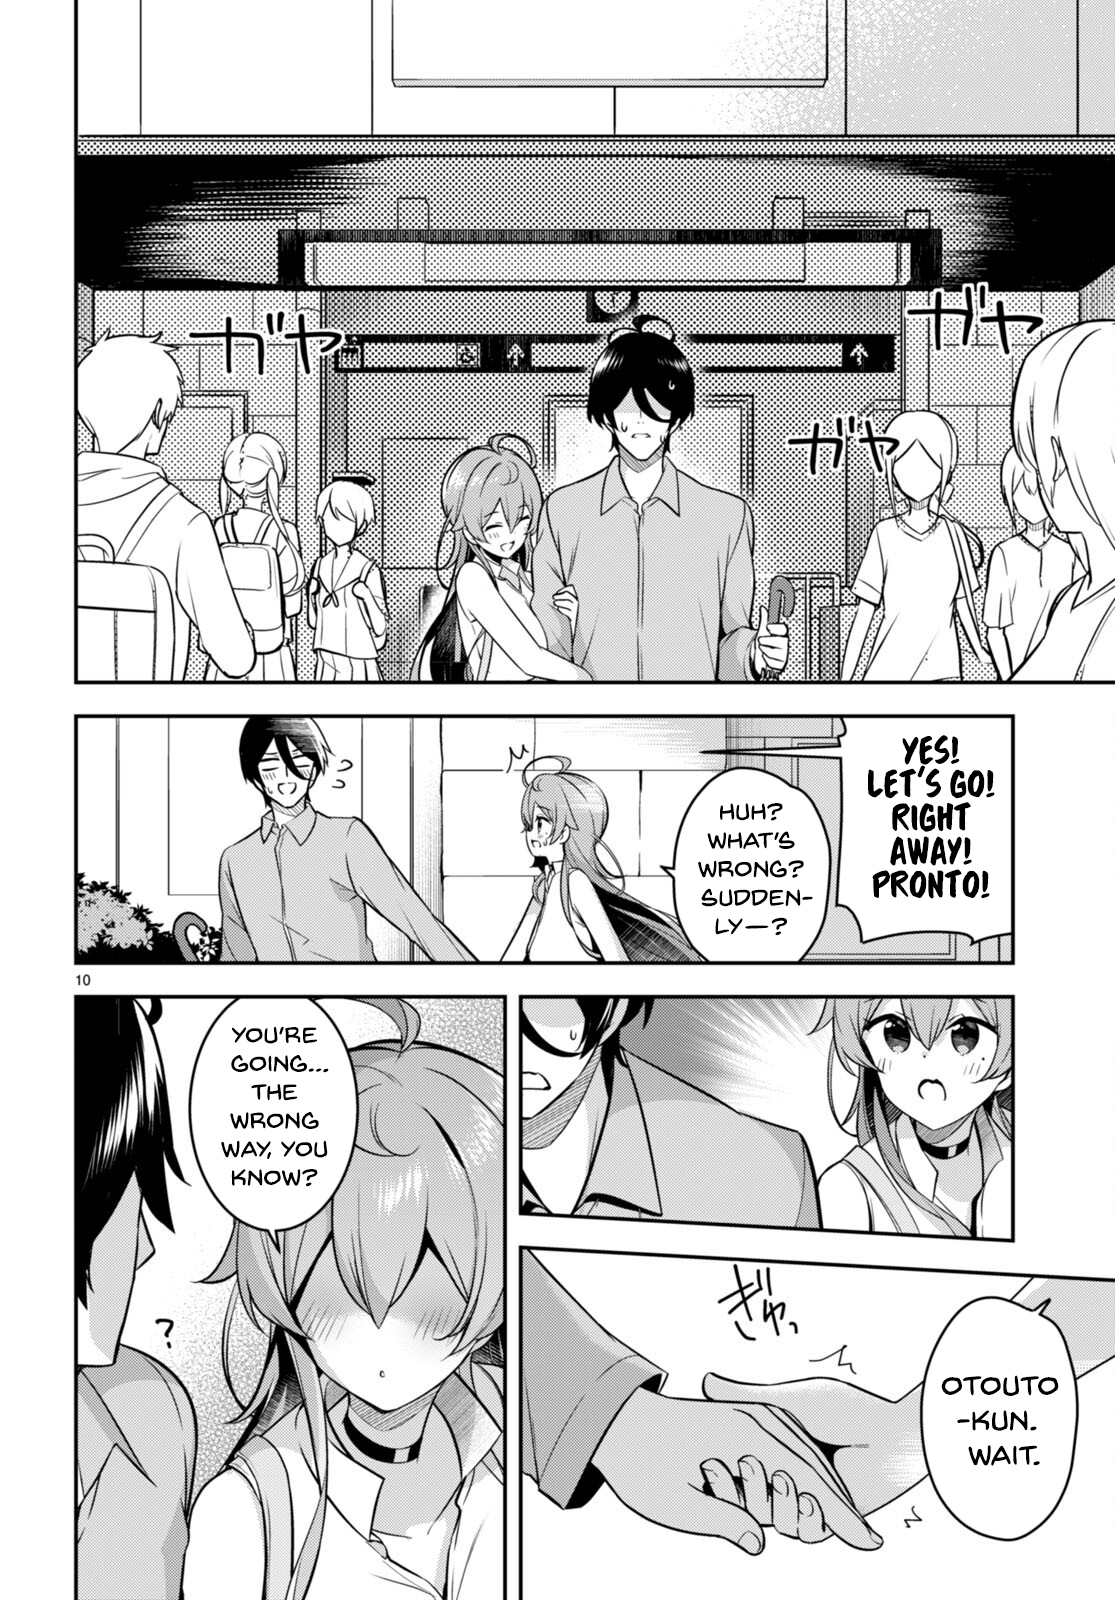 ガヤ
ガヤ
ガヤ
YES!
LET'S GO!
RIGHT
AWAY!
PRONTO!
HUH?
WHAT'S
WRONG?
SUDDEN-
LY—?
10
OTOUTO
-KUN.
WAIT.
ぎゅっ
YOU'RE
GOING...
THE
WRONG
WAY, YOU
KNOW?
?